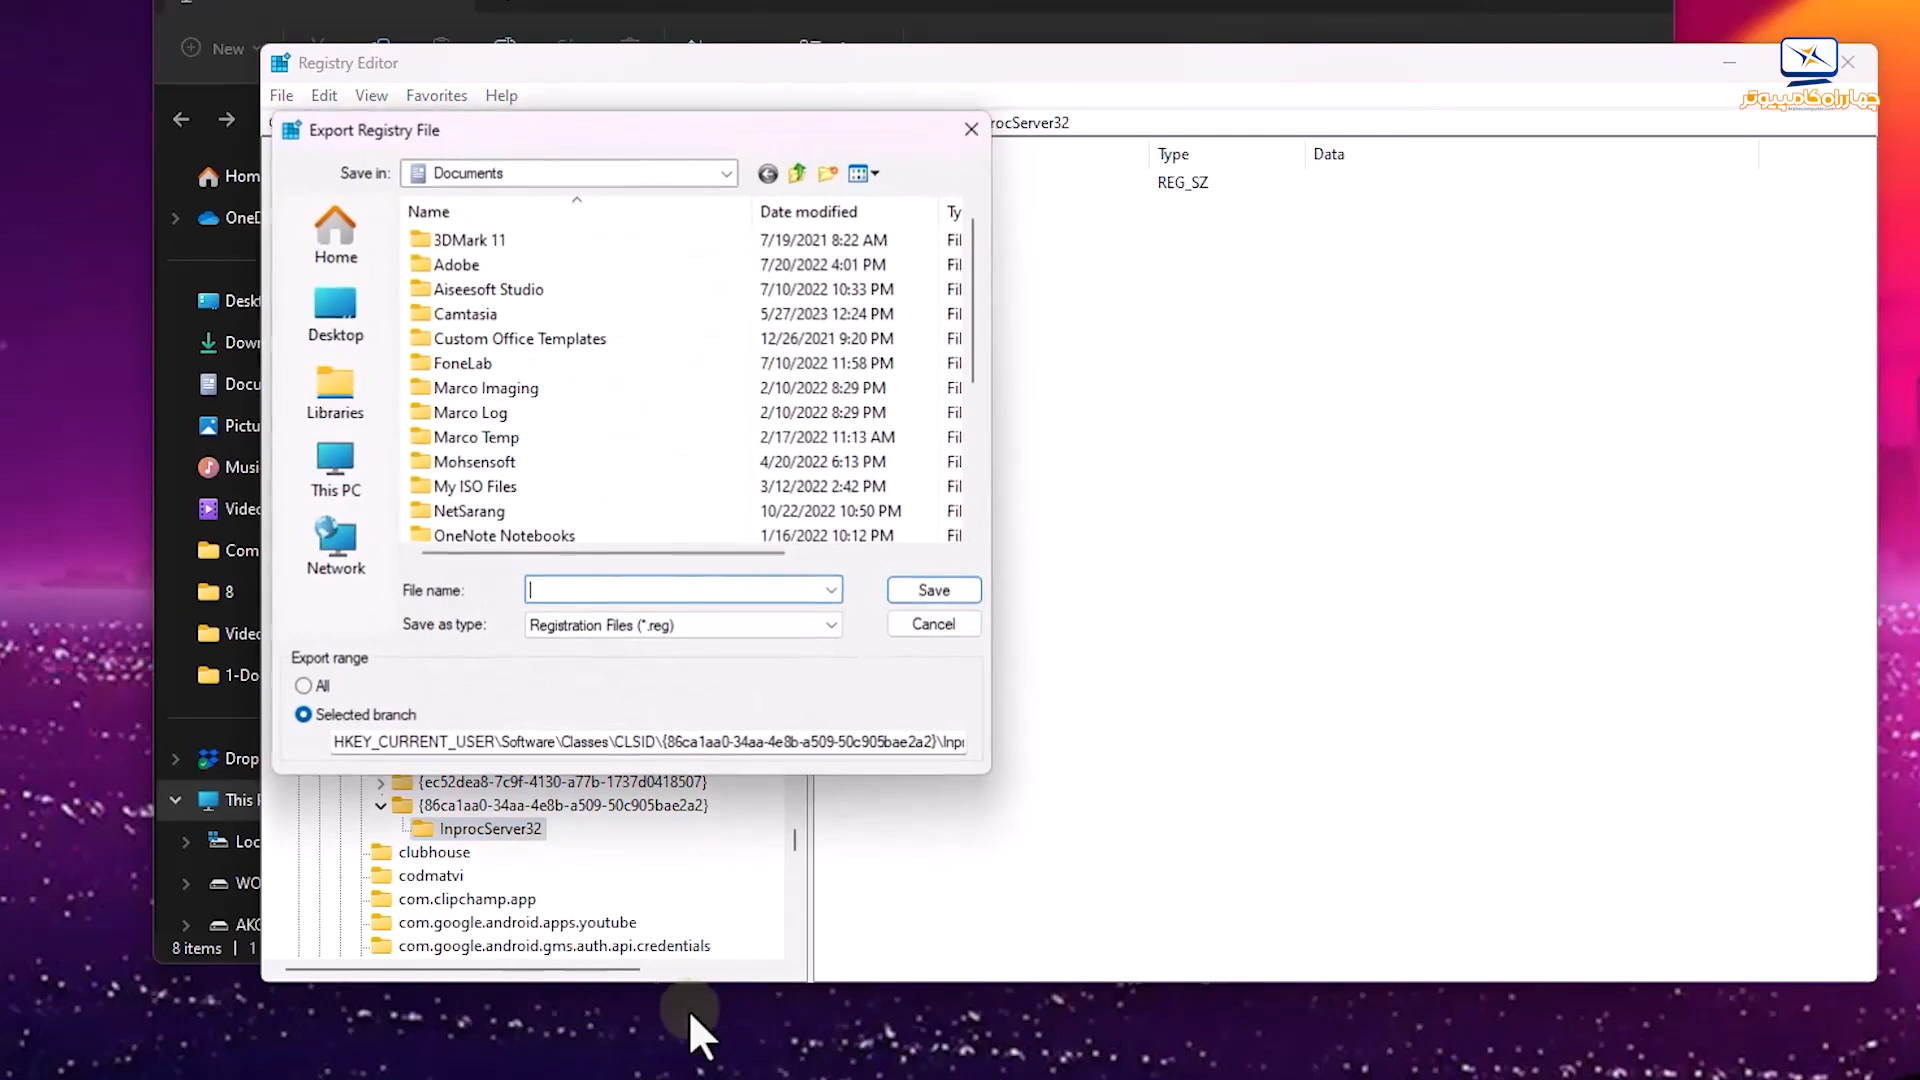 New
Registry Editor
File Edit View Favorites Help
چهارراه کامپیوتر
Export Registry File
rocServer32
Save in: Documents
Type Data
REG_SZ
Name Date modified Ty
3DMark 11 7/19/2021 8:22 AM Fil
Adobe 7/20/2022 4:01 PM Fil
Aiseesoft Studio 7/10/2022 10:33 PM Fil
Camtasia 5/27/2023 12:24 PM Fil
Custom Office Templates 12/26/2021 9:20 PM Fil
FoneLab 7/10/2022 11:58 PM Fil
Marco Imaging 2/10/2022 8:29 PM Fil
Marco Log 2/10/2022 8:29 PM Fil
Marco Temp 2/17/2022 11:13 AM Fil
Mohsensoft 4/20/2022 6:13 PM Fil
My ISO Files 3/12/2022 2:42 PM Fil
NetSarang 10/22/2022 10:50 PM Fil
OneNote Notebooks 1/16/2022 10:12 PM Fil
Home
Desktop
Libraries
This PC
Network
File name: Save
Save as type: Registration Files (*.reg) Cancel
Export range
All
Selected branch
HKEY_CURRENT_USER\Software\Classes\CLSID\{86ca1aa0-34aa-4e8b-a509-50c905bae2a2}\Inpr
{ec52dea8-7c9f-4130-a77b-1737d0418507}
{86ca1aa0-34aa-4e8b-a509-50c905bae2a2}
InprocServer32
clubhouse
codmatvi
com.clipchamp.app
com.google.android.apps.youtube
com.google.android.gms.auth.api.credentials
Hom
OneD
Deskt
Down
Docu
Pictu
Musi
Video
Com
8
Video
1-Do
Drop
This P
Loc
WO
AKO
8 items 1